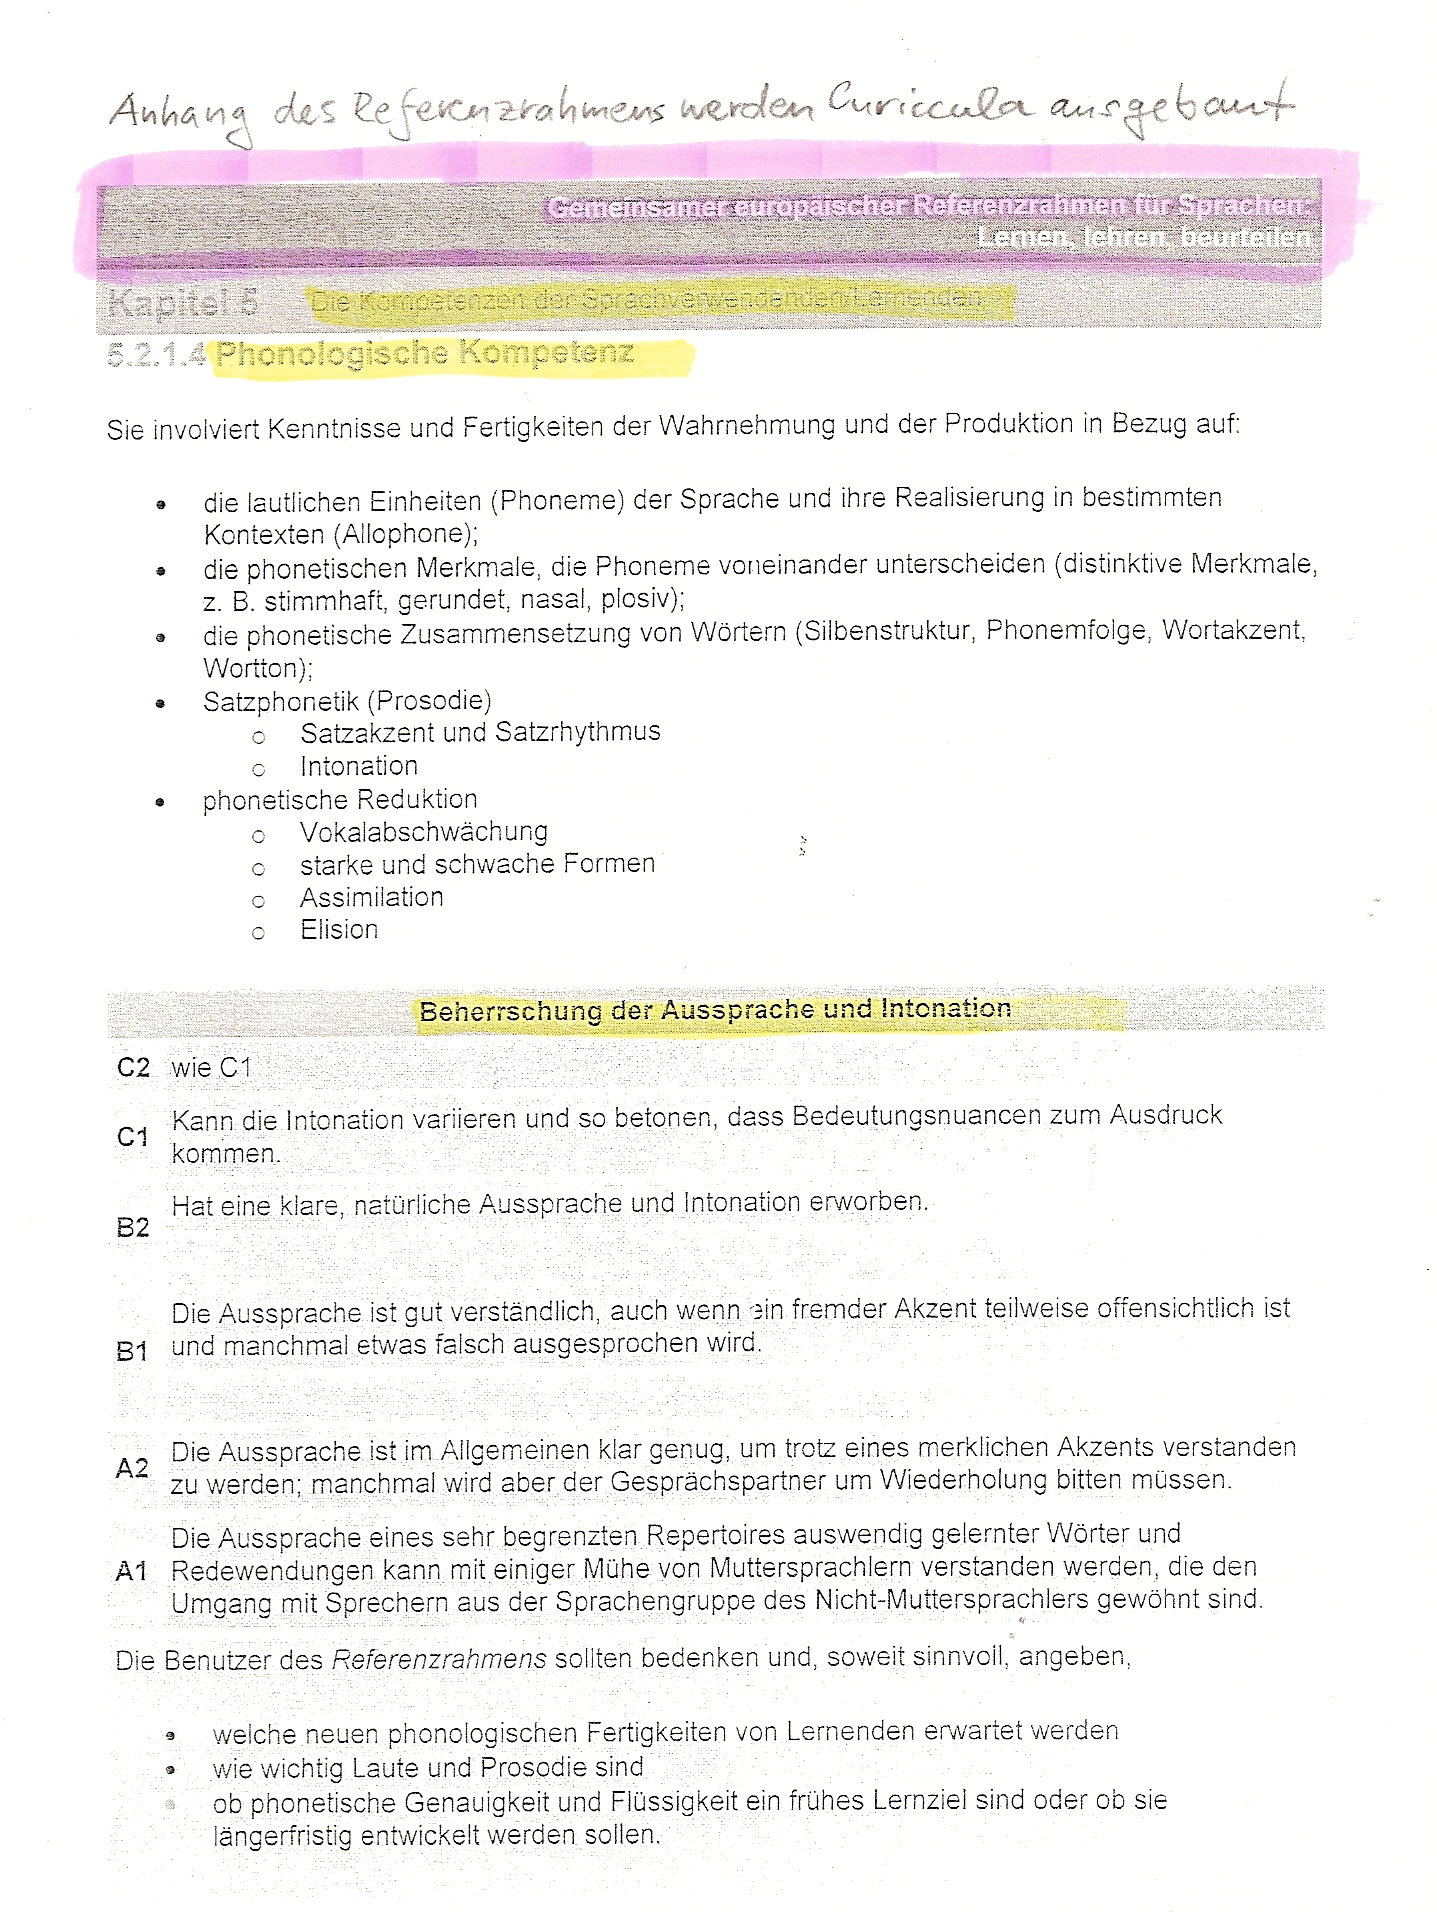 Anhang des Referenzrahmens werden Curiccula ausgebaut
Gemeinsamer europäischer Referenzrahmen für Sprachen:
Lernen, lehren, beurteilen
Kapitel 5 Die Kompetenzen der Sprachverwendenden/Lernenden
5.2.1.4 Phonologische Kompetenz
Sie involviert Kenntnisse und Fertigkeiten der Wahrnehmung und der Produktion in Bezug auf:
• die lautlichen Einheiten (Phoneme) der Sprache und ihre Realisierung in bestimmten
Kontexten (Allophone);
• die phonetischen Merkmale, die Phoneme voneinander unterscheiden (distinktive Merkmale,
z. B. stimmhaft, gerundet, nasal, plosiv);
• die phonetische Zusammensetzung von Wörtern (Silbenstruktur, Phonemfolge, Wortakzent,
Wortton);
• Satzphonetik (Prosodie)
o Satzakzent und Satzrhythmus
o Intonation
• phonetische Reduktion
o Vokalabschwächung
o starke und schwache Formen
o Assimilation
o Elision
Beherrschung der Aussprache und Intonation
C2 wie C1
C1 Kann die Intonation variieren und so betonen, dass Bedeutungsnuancen zum Ausdruck
kommen.
B2 Hat eine klare, natürliche Aussprache und Intonation erworben.
Die Aussprache ist gut verständlich, auch wenn ein fremder Akzent teilweise offensichtlich ist
B1 und manchmal etwas falsch ausgesprochen wird.
A2 Die Aussprache ist im Allgemeinen klar genug, um trotz eines merklichen Akzents verstanden
zu werden; manchmal wird aber der Gesprächspartner um Wiederholung bitten müssen.
Die Aussprache eines sehr begrenzten Repertoires auswendig gelernter Wörter und
A1 Redewendungen kann mit einiger Mühe von Muttersprachlern verstanden werden, die den
Umgang mit Sprechern aus der Sprachengruppe des Nicht-Muttersprachlers gewöhnt sind.
Die Benutzer des Referenzrahmens sollten bedenken und, soweit sinnvoll, angeben,
• welche neuen phonologischen Fertigkeiten von Lernenden erwartet werden
• wie wichtig Laute und Prosodie sind
• ob phonetische Genauigkeit und Flüssigkeit ein frühes Lernziel sind oder ob sie
längerfristig entwickelt werden sollen.